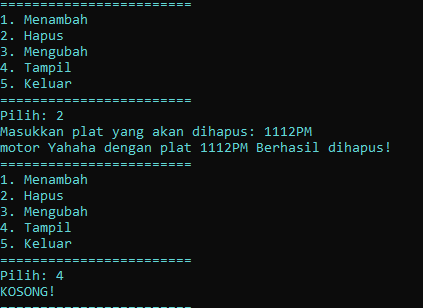 ========================
1. Menambah
2. Hapus
3. Mengubah
4. Tampil
5. Keluar
========================
Pilih: 2
Masukkan plat yang akan dihapus: 1112PM
motor Yahaha dengan plat 1112PM Berhasil dihapus!
========================
1. Menambah
2. Hapus
3. Mengubah
4. Tampil
5. Keluar
========================
Pilih: 4
KOSONG!
========================